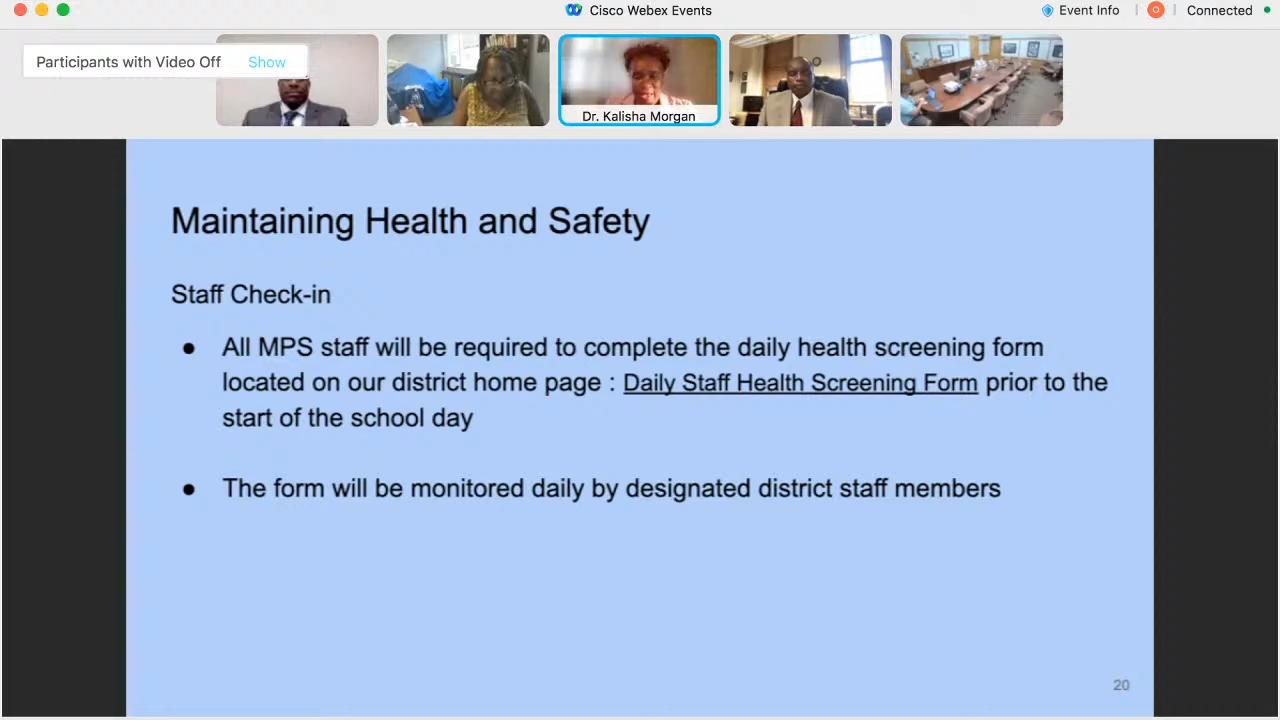 Cisco Webex Events
Event Info
Connected
Participants with Video Off Show
Dr. Kalisha Morgan
Maintaining Health and Safety
Staff Check-in
● All MPS staff will be required to complete the daily health screening form
located on our district home page : Daily Staff Health Screening Form prior to the
start of the school day
● The form will be monitored daily by designated district staff members
20